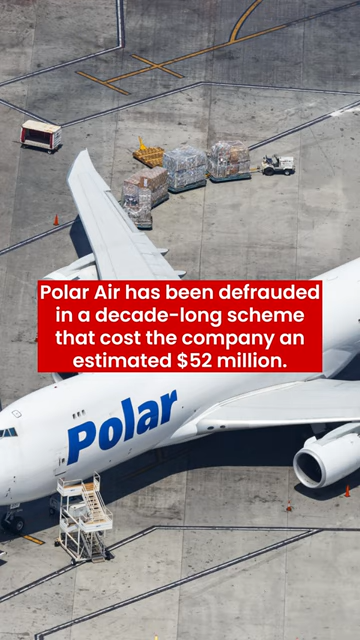 Polar Air has been defrauded
in a decade-long scheme
that cost the company an
estimated $52 million.
Polar